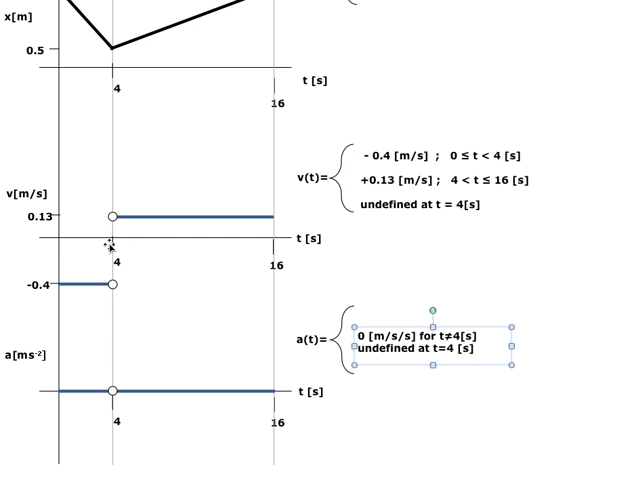 x[m]
0.5
t [s]
4
16
v(t)=
- 0.4 [m/s] ; 0 ≤ t < 4 [s]
+0.13 [m/s] ; 4 < t ≤ 16 [s]
undefined at t = 4[s]
v[m/s]
0.13
t [s]
4
16
-0.4
a(t)=
0 [m/s/s] for t≠4[s]
undefined at t=4 [s]
a[ms⁻²]
t [s]
4
16